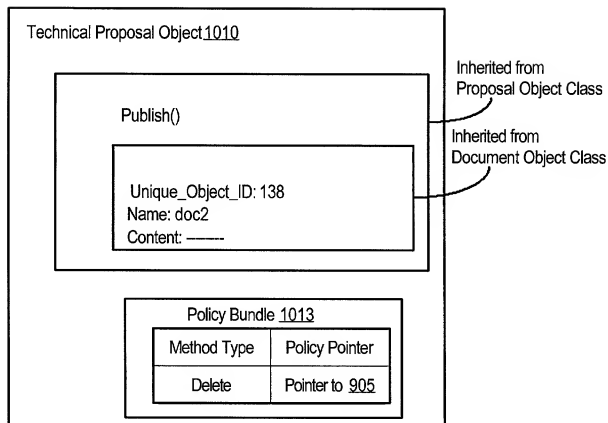 Technical Proposal Object 1010
Inherited from
Proposal Object Class
Publish()
Inherited from
Document Object Class
Unique_Object_ID: 138
Name: doc2
Content: --------
Policy Bundle 1013
Method Type Policy Pointer
Delete Pointer to 905